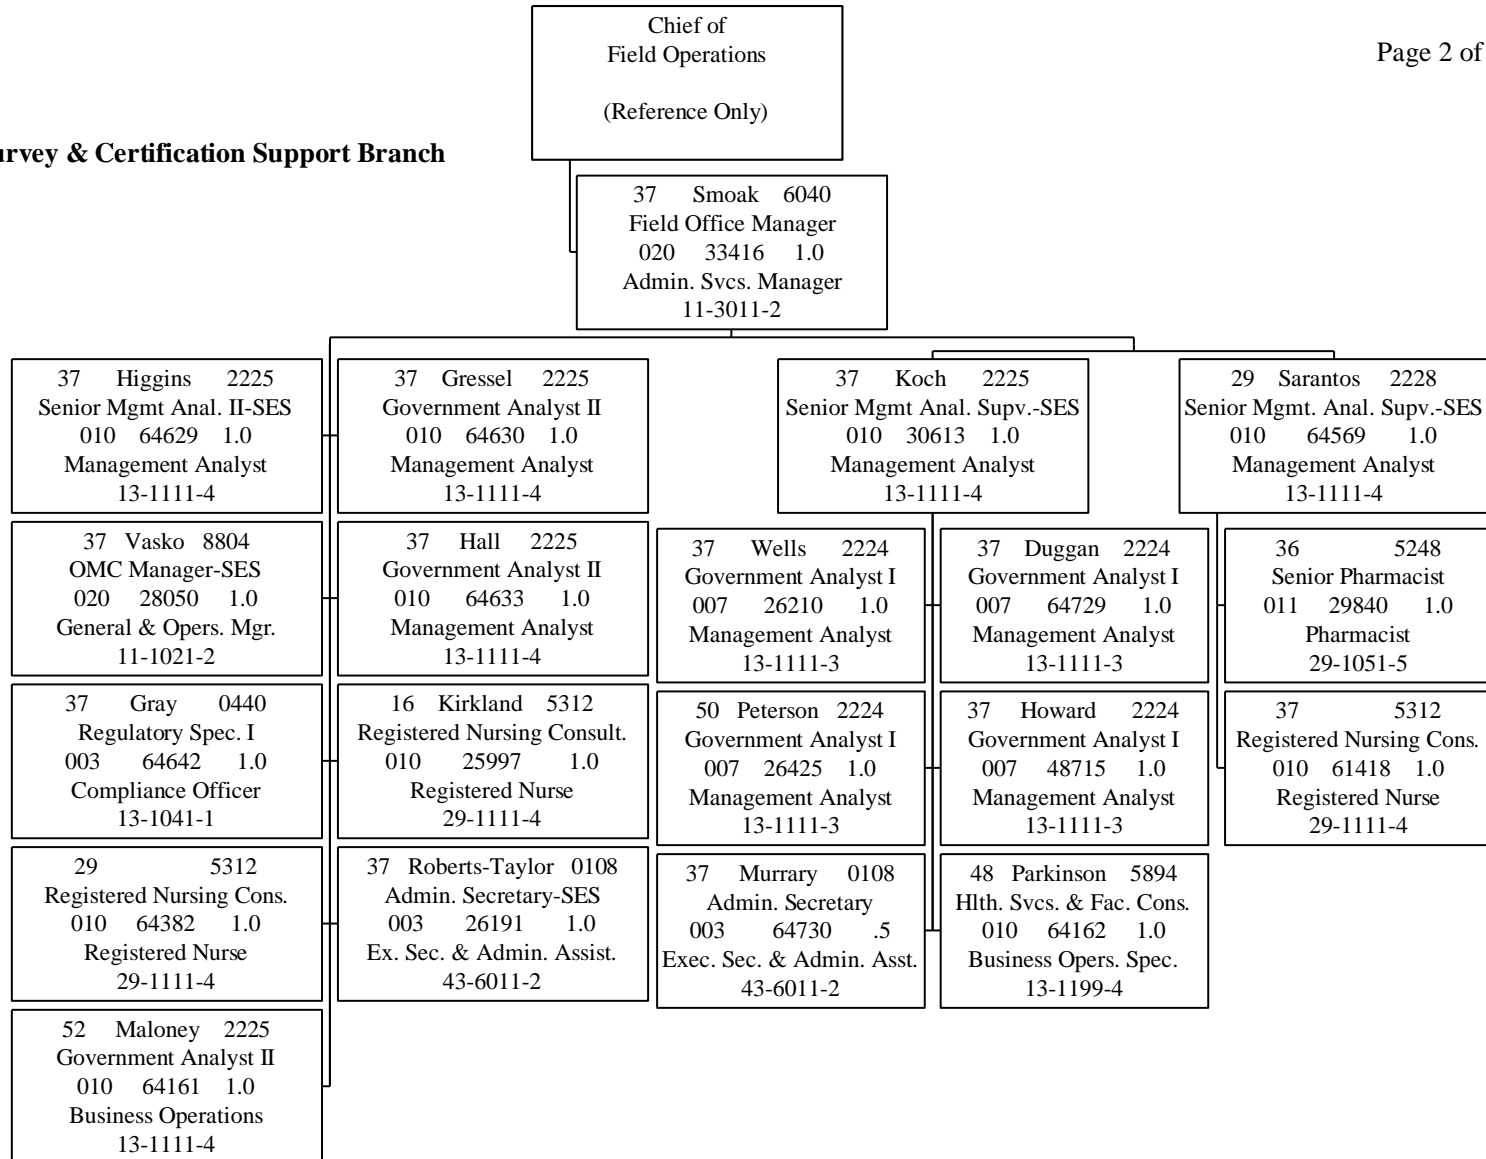 Chief of
Field Operations
(Reference Only)
Page 2 of
urvey & Certification Support Branch
37 Smoak 6040
Field Office Manager
020 33416 1.0
Admin. Svcs. Manager
11-3011-2
37 Higgins 2225
Senior Mgmt Anal. II-SES
010 64629 1.0
Management Analyst
13-1111-4
37 Gressel 2225
Government Analyst II
010 64630 1.0
Management Analyst
13-1111-4
37 Koch 2225
Senior Mgmt Anal. Supv.-SES
010 30613 1.0
Management Analyst
13-1111-4
29 Sarantos 2228
Senior Mgmt. Anal. Supv.-SES
010 64569 1.0
Management Analyst
13-1111-4
37 Vasko 8804
OMC Manager-SES
020 28050 1.0
General & Opers. Mgr.
11-1021-2
37 Hall 2225
Government Analyst II
010 64633 1.0
Management Analyst
13-1111-4
37 Wells 2224
Government Analyst I
007 26210 1.0
Management Analyst
13-1111-3
37 Duggan 2224
Government Analyst I
007 64729 1.0
Management Analyst
13-1111-3
36 5248
Senior Pharmacist
011 29840 1.0
Pharmacist
29-1051-5
37 Gray 0440
Regulatory Spec. I
003 64642 1.0
Compliance Officer
13-1041-1
16 Kirkland 5312
Registered Nursing Consult.
010 25997 1.0
Registered Nurse
29-1111-4
50 Peterson 2224
Government Analyst I
007 26425 1.0
Management Analyst
13-1111-3
37 Howard 2224
Government Analyst I
007 48715 1.0
Management Analyst
13-1111-3
37 5312
Registered Nursing Cons.
010 61418 1.0
Registered Nurse
29-1111-4
29 5312
Registered Nursing Cons.
010 64382 1.0
Registered Nurse
29-1111-4
37 Roberts-Taylor 0108
Admin. Secretary-SES
003 26191 1.0
Ex. Sec. & Admin. Assist.
43-6011-2
37 Murrary 0108
Admin. Secretary
003 64730 .5
Exec. Sec. & Admin. Asst.
43-6011-2
48 Parkinson 5894
Hlth. Svcs. & Fac. Cons.
010 64162 1.0
Business Opers. Spec.
13-1199-4
52 Maloney 2225
Government Analyst II
010 64161 1.0
Business Operations
13-1111-4